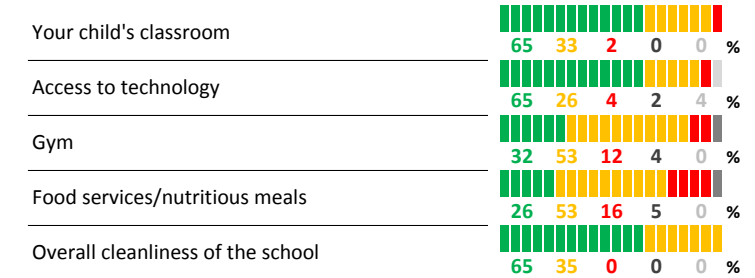 Your child's classroom
65 33 2 0 0 %
Access to technology
65 26 4 2 4 %
Gym
32 53 12 4 0 %
Food services/nutritious meals
26 53 16 5 0 %
Overall cleanliness of the school
65 35 0 0 0 %